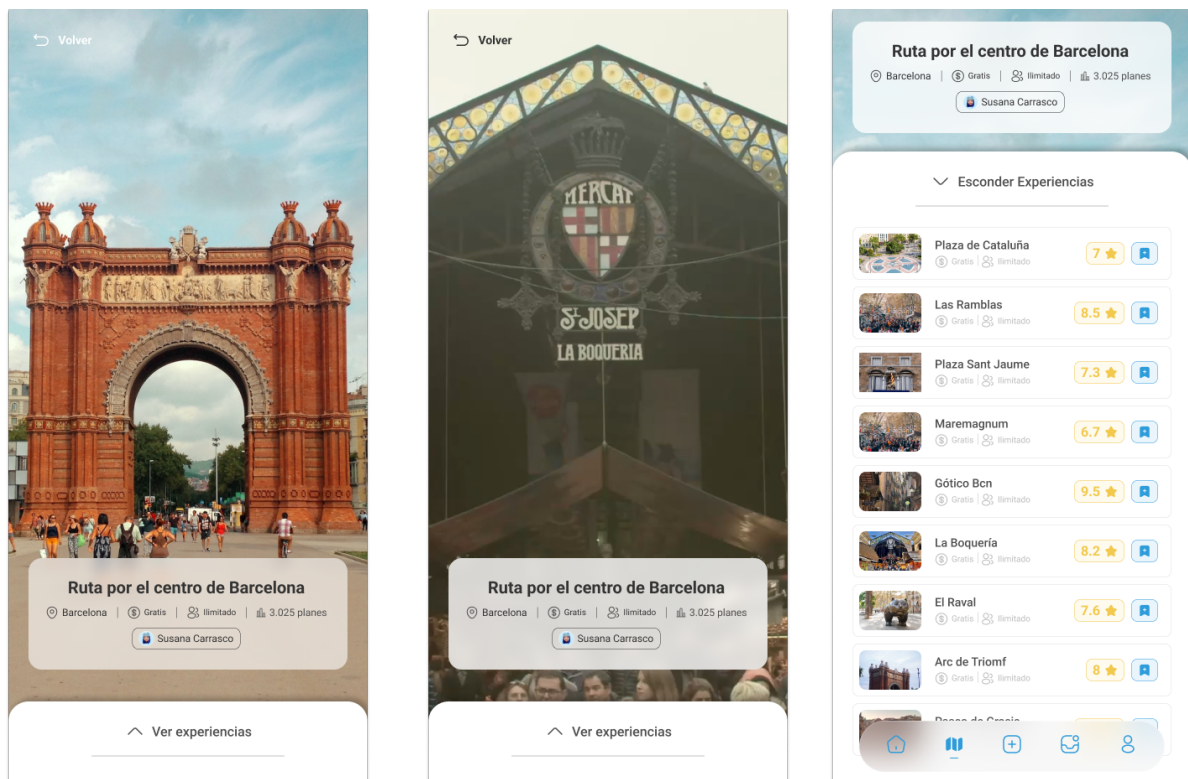 Volver
Ruta por el centro de Barcelona
Barcelona | Gratis | Ilimitado | 3.025 planes
Susana Carrasco
Ver experiencias
Volver
MERCAT
ST JOSEP
LA BOQUERIA
Ruta por el centro de Barcelona
Barcelona | Gratis | Ilimitado | 3.025 planes
Susana Carrasco
Ver experiencias
Ruta por el centro de Barcelona
Barcelona | Gratis | Ilimitado | 3.025 planes
Susana Carrasco
Esconder Experiencias
Plaza de Cataluña
Gratis | Ilimitado
7
Las Ramblas
Gratis | Ilimitado
8.5
Plaza Sant Jaume
Gratis | Ilimitado
7.3
Maremagnum
Gratis | Ilimitado
6.7
Gótico Bcn
Gratis | Ilimitado
9.5
La Boquería
Gratis | Ilimitado
8.2
El Raval
Gratis | Ilimitado
7.6
Arc de Triomf
Gratis | Ilimitado
8